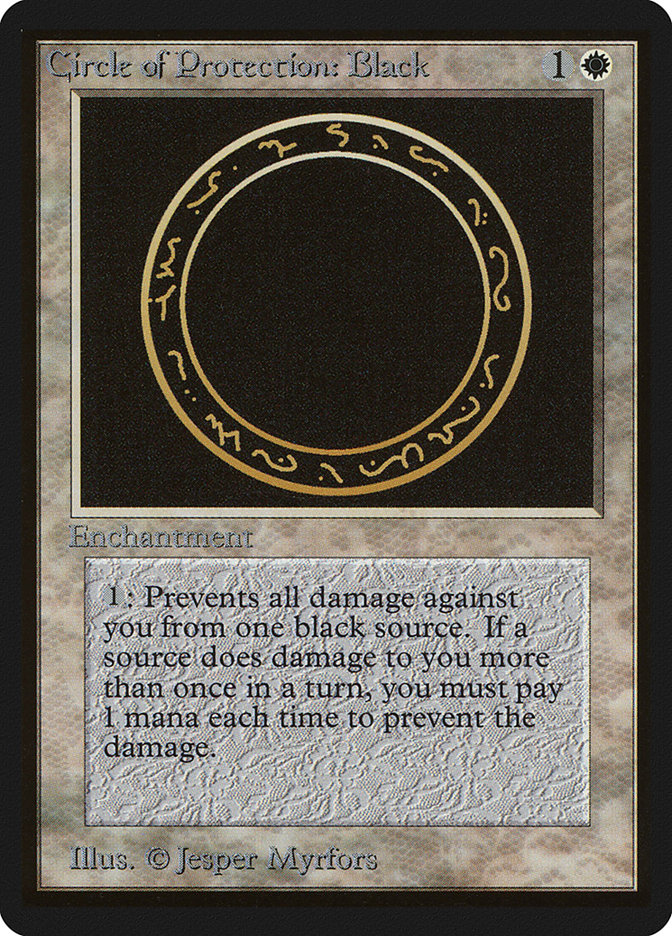 Circle of Protection: Black 1
Enchantment
1: Prevents all damage against
you from one black source. If a
source does damage to you more
than once in a turn, you must pay
1 mana each time to prevent the
damage.
Illus. © Jesper Myrfors